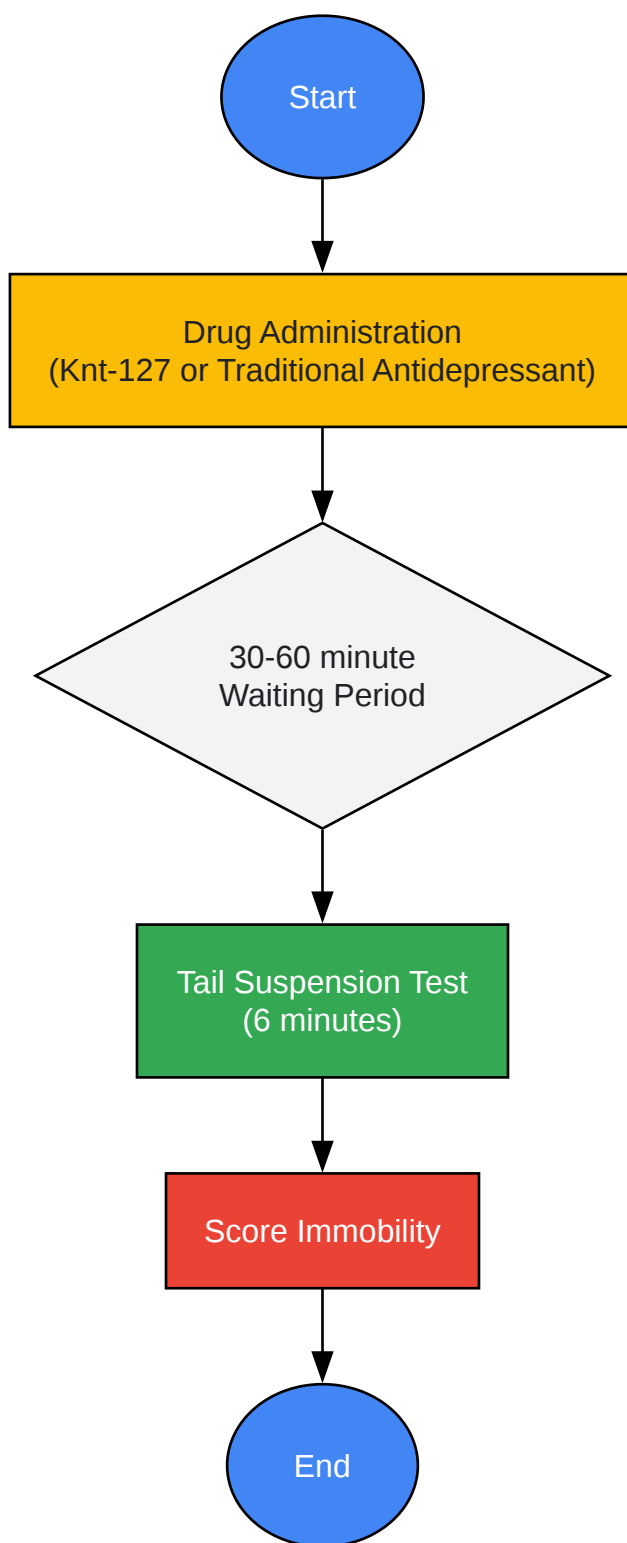 Start
Drug Administration
(Knt-127 or Traditional Antidepressant)
30-60 minute
Waiting Period
Tail Suspension Test
(6 minutes)
Score Immobility
End